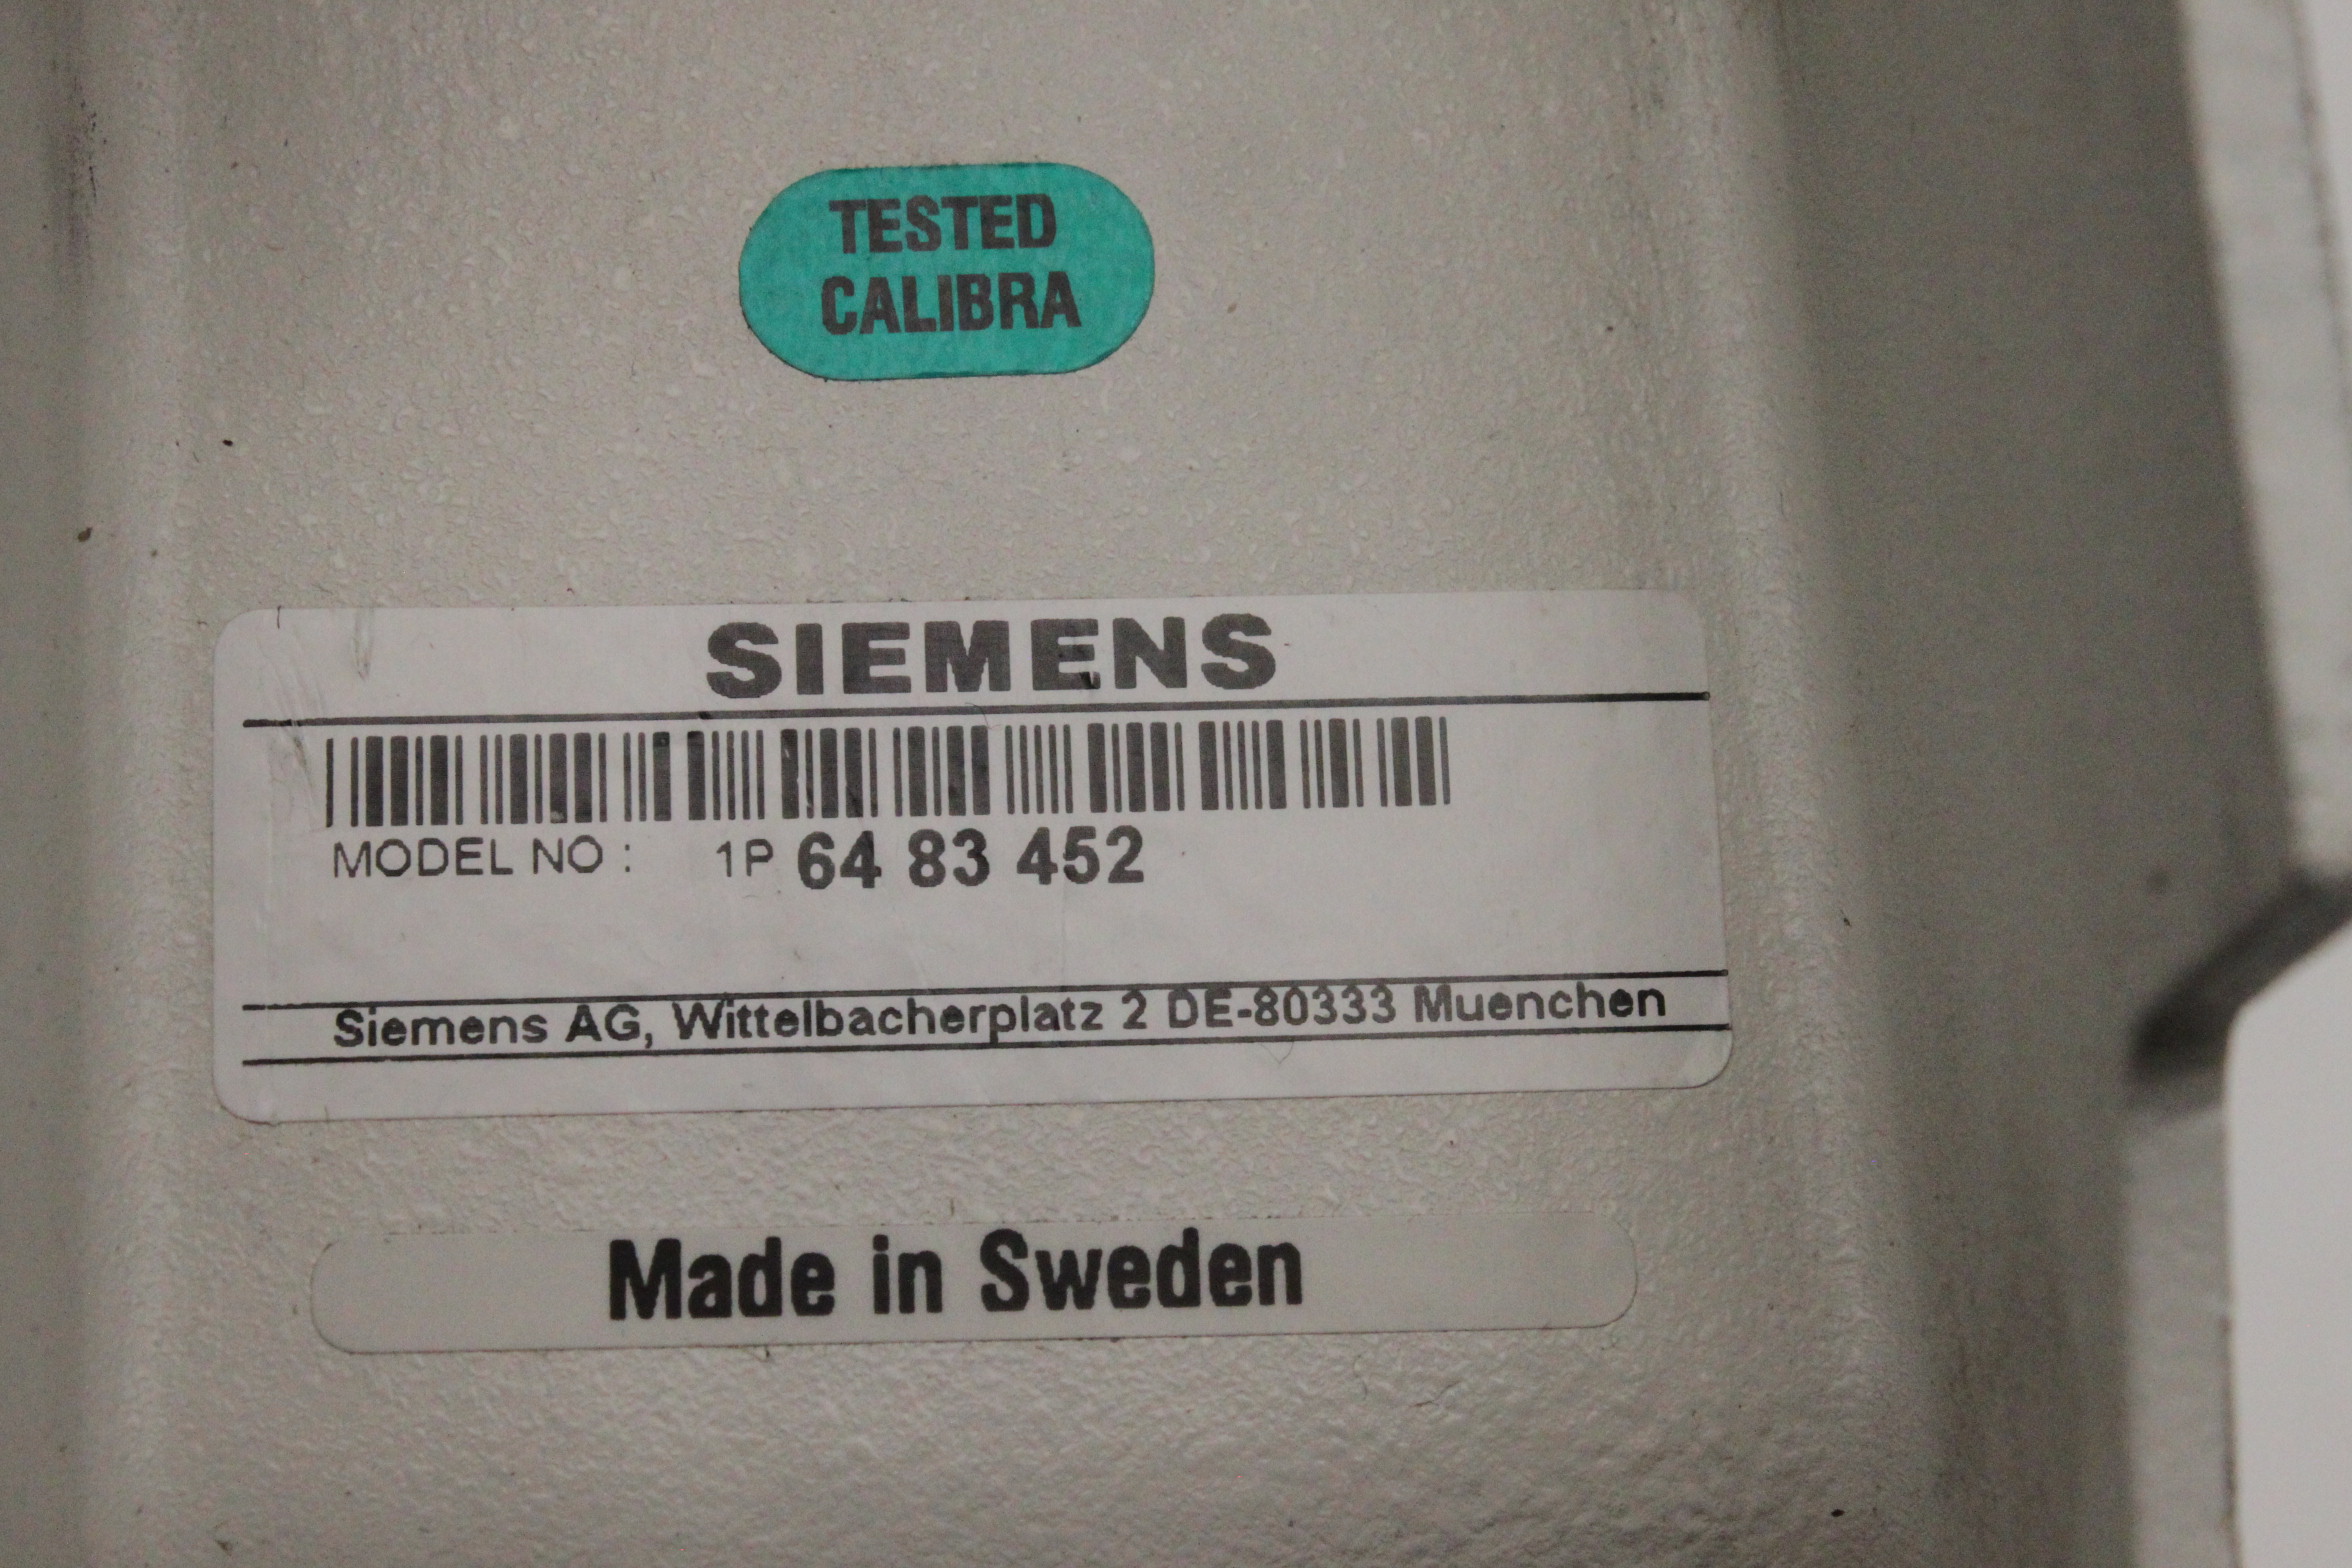 TESTED
CALIBRA
SIEMENS
MODEL NO : 1P 64 83 452
Siemens AG, Wittelbacherplatz 2 DE-80333 Muenchen
Made in Sweden